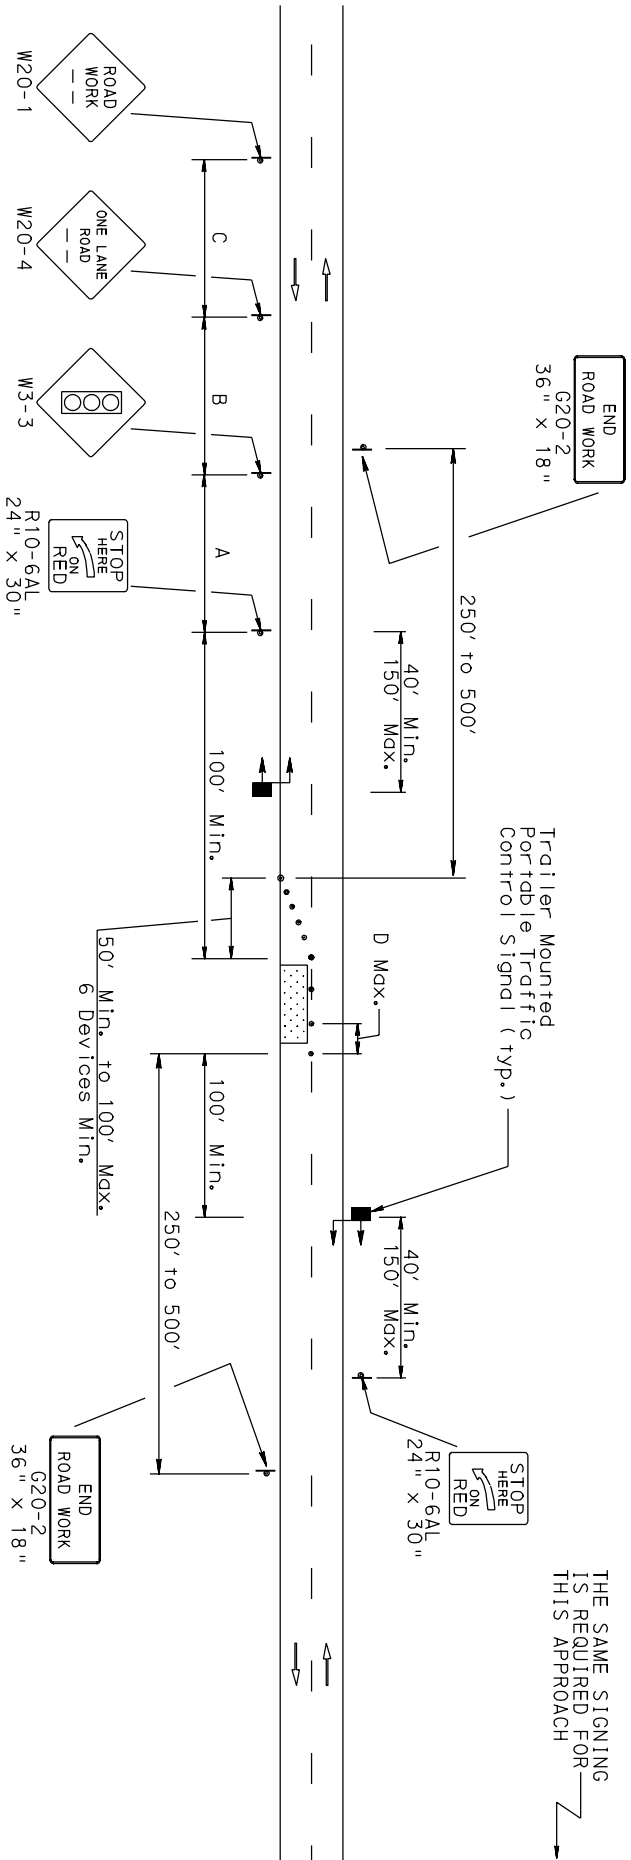 THE SAME SIGNING
IS REQUIRED FOR
THIS APPROACH
END
ROAD WORK
G20-2
36" x 18"
250' to 500'
40' Min.
150' Max.
Trailer Mounted
Portable Traffic
Control Signal (typ.)
D Max.
40' Min.
150' Max.
STOP
HERE
ON
RED
R10-6AL
24" x 30"
C
B
A
100' Min.
100' Min.
250' to 500'
50' Min. to 100' Max.
6 Devices Min.
ROAD
WORK
W20-1
ONE LANE
ROAD
W20-4
W3-3
STOP
HERE
ON
RED
R10-6AL
24" x 30"
END
ROAD WORK
G20-2
36" x 18"